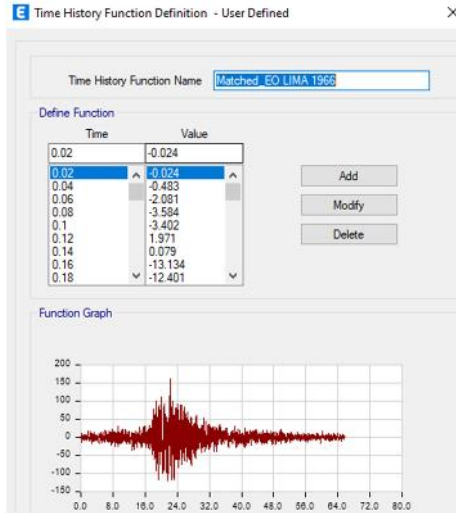 E Time History Function Definition - User Defined
Time History Function Name Matched_EO LIMA 1966
Define Function
Time Value
0.02 -0.024
0.02 -0.024
0.04 -0.483
0.06 -2.081
0.08 -3.584
0.1 -3.402
0.12 1.971
0.14 0.079
0.16 -13.134
0.18 -12.401
Add
Modify
Delete
Function Graph
200
150
100
50
0
-50
-100
-150
0.0 8.0 16.0 24.0 32.0 40.0 48.0 56.0 64.0 72.0 80.0